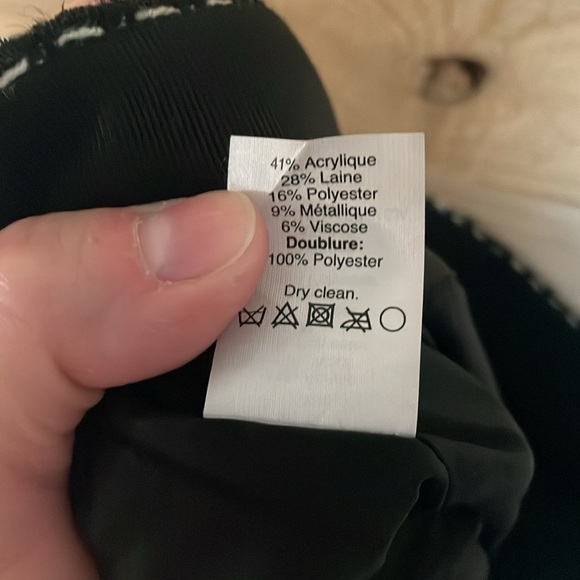 41% Acrylique
28% Laine
16% Polyester
9% Métallique
6% Viscose
Doublure:
100% Polyester
Dry clean.